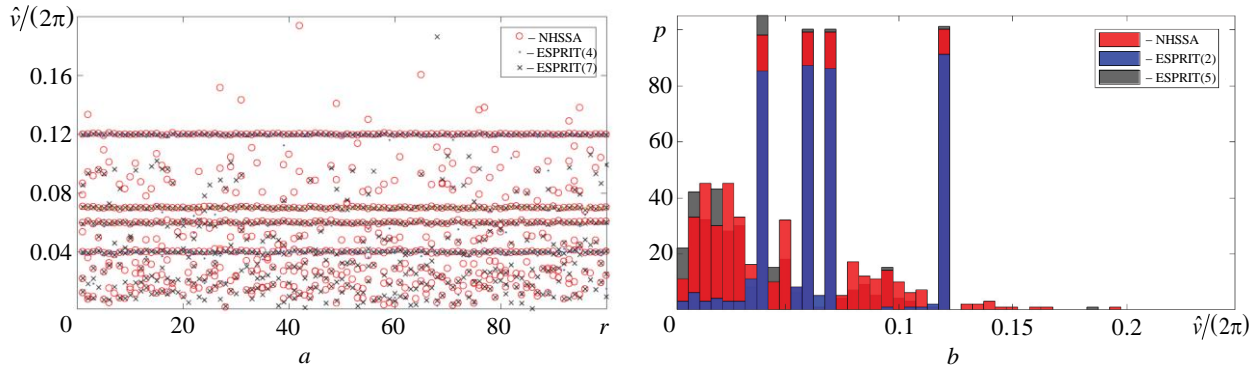 v̂/(2π)
0.16
0.12
0.08
0.04
0
20
40
60
80
r
– NHSSA
– ESPRIT(4)
– ESPRIT(7)
a
p
80
60
40
20
0
0.1
0.15
0.2
v̂/(2π)
– NHSSA
– ESPRIT(2)
– ESPRIT(5)
b